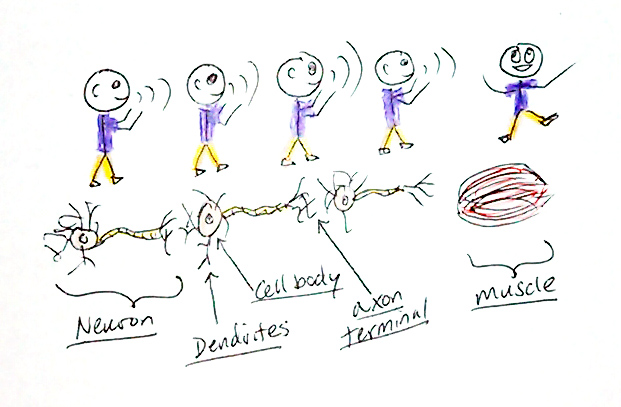 Neuron
Dendrites
Cell body
axon
terminal
muscle